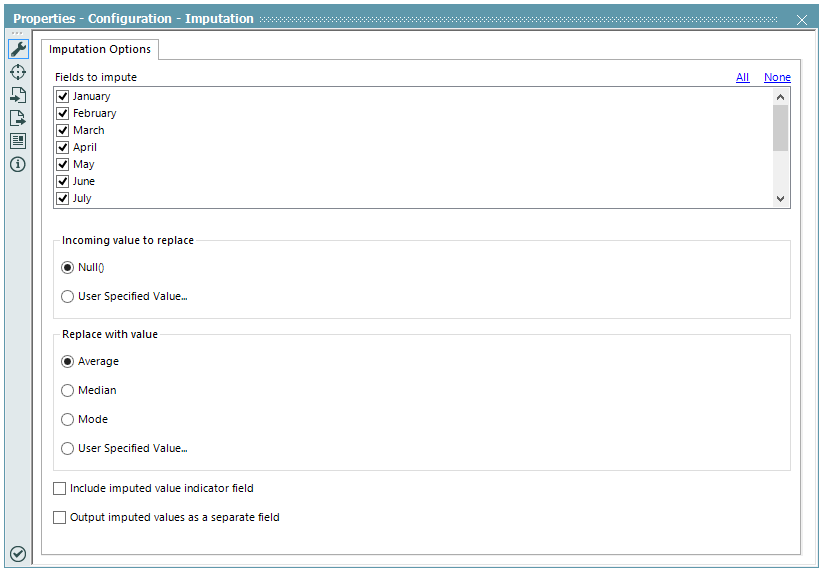 Properties - Configuration - Imputation
Imputation Options
Fields to impute All None
January
February
March
April
May
June
July
Incoming value to replace
Null()
User Specified Value...
Replace with value
Average
Median
Mode
User Specified Value...
Include imputed value indicator field
Output imputed values as a separate field